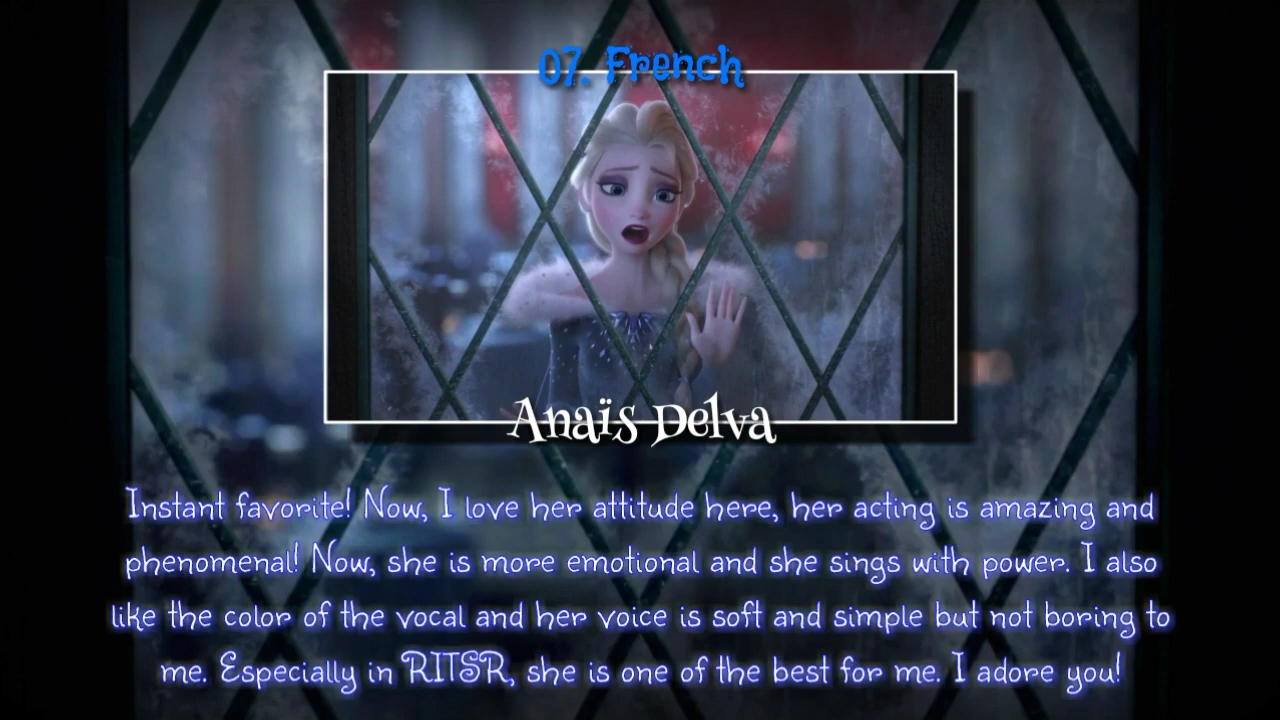 07. French
Anaïs Delva
Instant favorite! Now, I love her attitude here, her acting is amazing and
phenomenal! Now, she is more emotional and she sings with power. I also
like the color of the vocal and her voice is soft and simple but not boring to
me. Especially in RITSR, she is one of the best for me. I adore you!